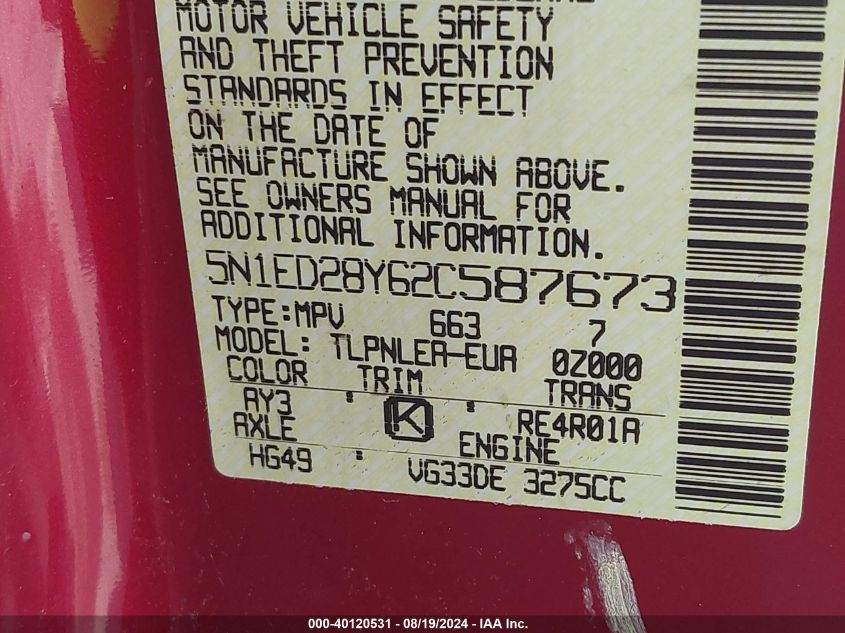 MOTOR VEHICLE SAFETY
AND THEFT PREVENTION
STANDARDS IN EFFECT
ON THE DATE OF
MANUFACTURE SHOWN ABOVE.
SEE OWNERS MANUAL FOR
ADDITIONAL INFORMATION.
5N1ED28Y62C587673
TYPE:MPV 663 7
MODEL: TLPNLEA-EUA 0Z000
COLOR TRIM TRANS
AY3 : K : RE4R01A
AXLE ENGINE
HG49 : VG33DE 3275CC
000-40120531 - 08/19/2024 - IAA Inc.